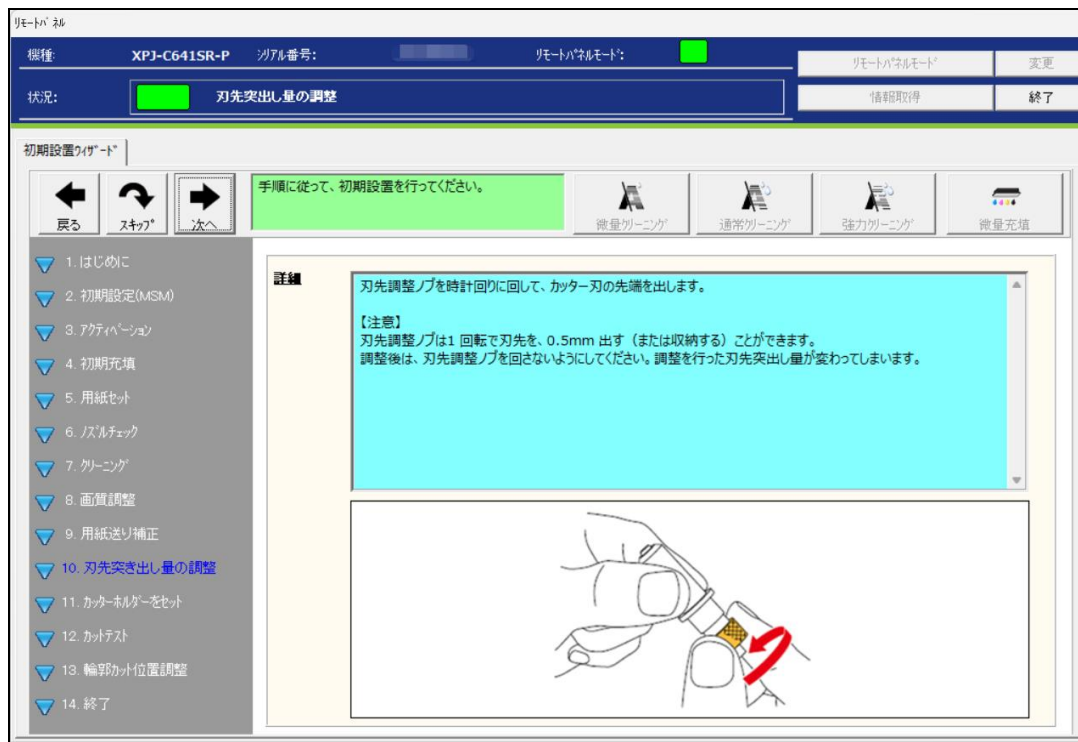 リモートパネル
機種: XPJ-C641SR-P シリアル番号: リモートパネルモード: リモートパネルモード 変更
状況: 刃先突出し量の調整 情報取得 終了
初期設置ウィザード
手順に従って、初期設置を行ってください。
戻る スキップ 次へ 微量クリーニング 通常クリーニング 強力クリーニング 微量充填
1. はじめに
2. 初期設定(MSM)
3. アクティベーション
4. 初期充填
5. 用紙セット
6. ノズルチェック
7. クリーニング
8. 画質調整
9. 用紙送り補正
10. 刃先突き出し量の調整
11. カッターホルダーをセット
12. カットテスト
13. 輪郭カット位置調整
14. 終了
詳細
刃先調整ノブを時計回りに回して、カッター刃の先端を出します。
【注意】
刃先調整ノブは1 回転で刃先を、0.5mm 出す（または収納する）ことができます。
調整後は、刃先調整ノブを回さないようにしてください。調整を行った刃先突出し量が変わってしまいます。